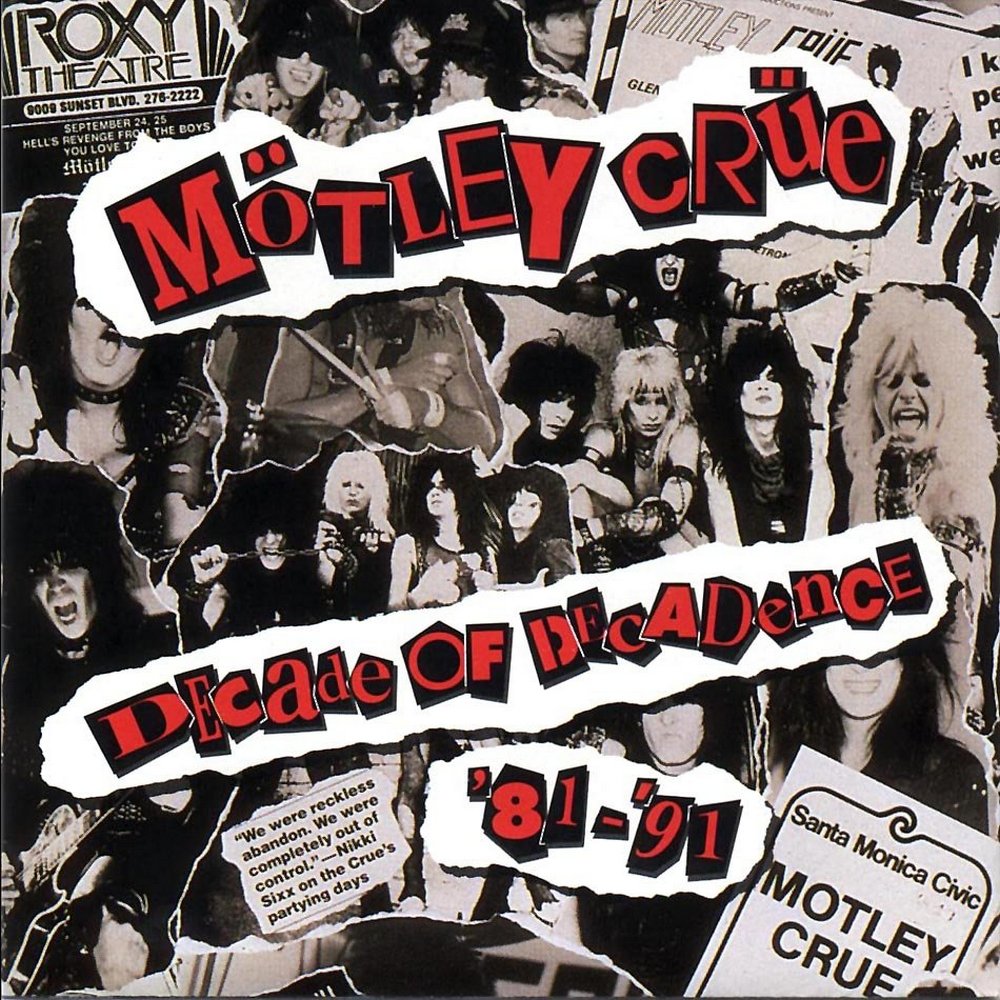 ROXY
THEATRE
9009 SUNSET BLVD. 276-2222
SEPTEMBER 24, 25
HELL'S REVENGE FROM THE BOYS
YOU LOVE TO
MÖTLEY CRÜE
PRESENT
MÖTLEY CRÜE
DECADE OF DECADENCE
'81-'91
"We were reckless
abandon. We were
completely out of
control."—Nikki
Sixx on the Crue's
partying days
Santa Monica Civic
MOTLEY
CRUE